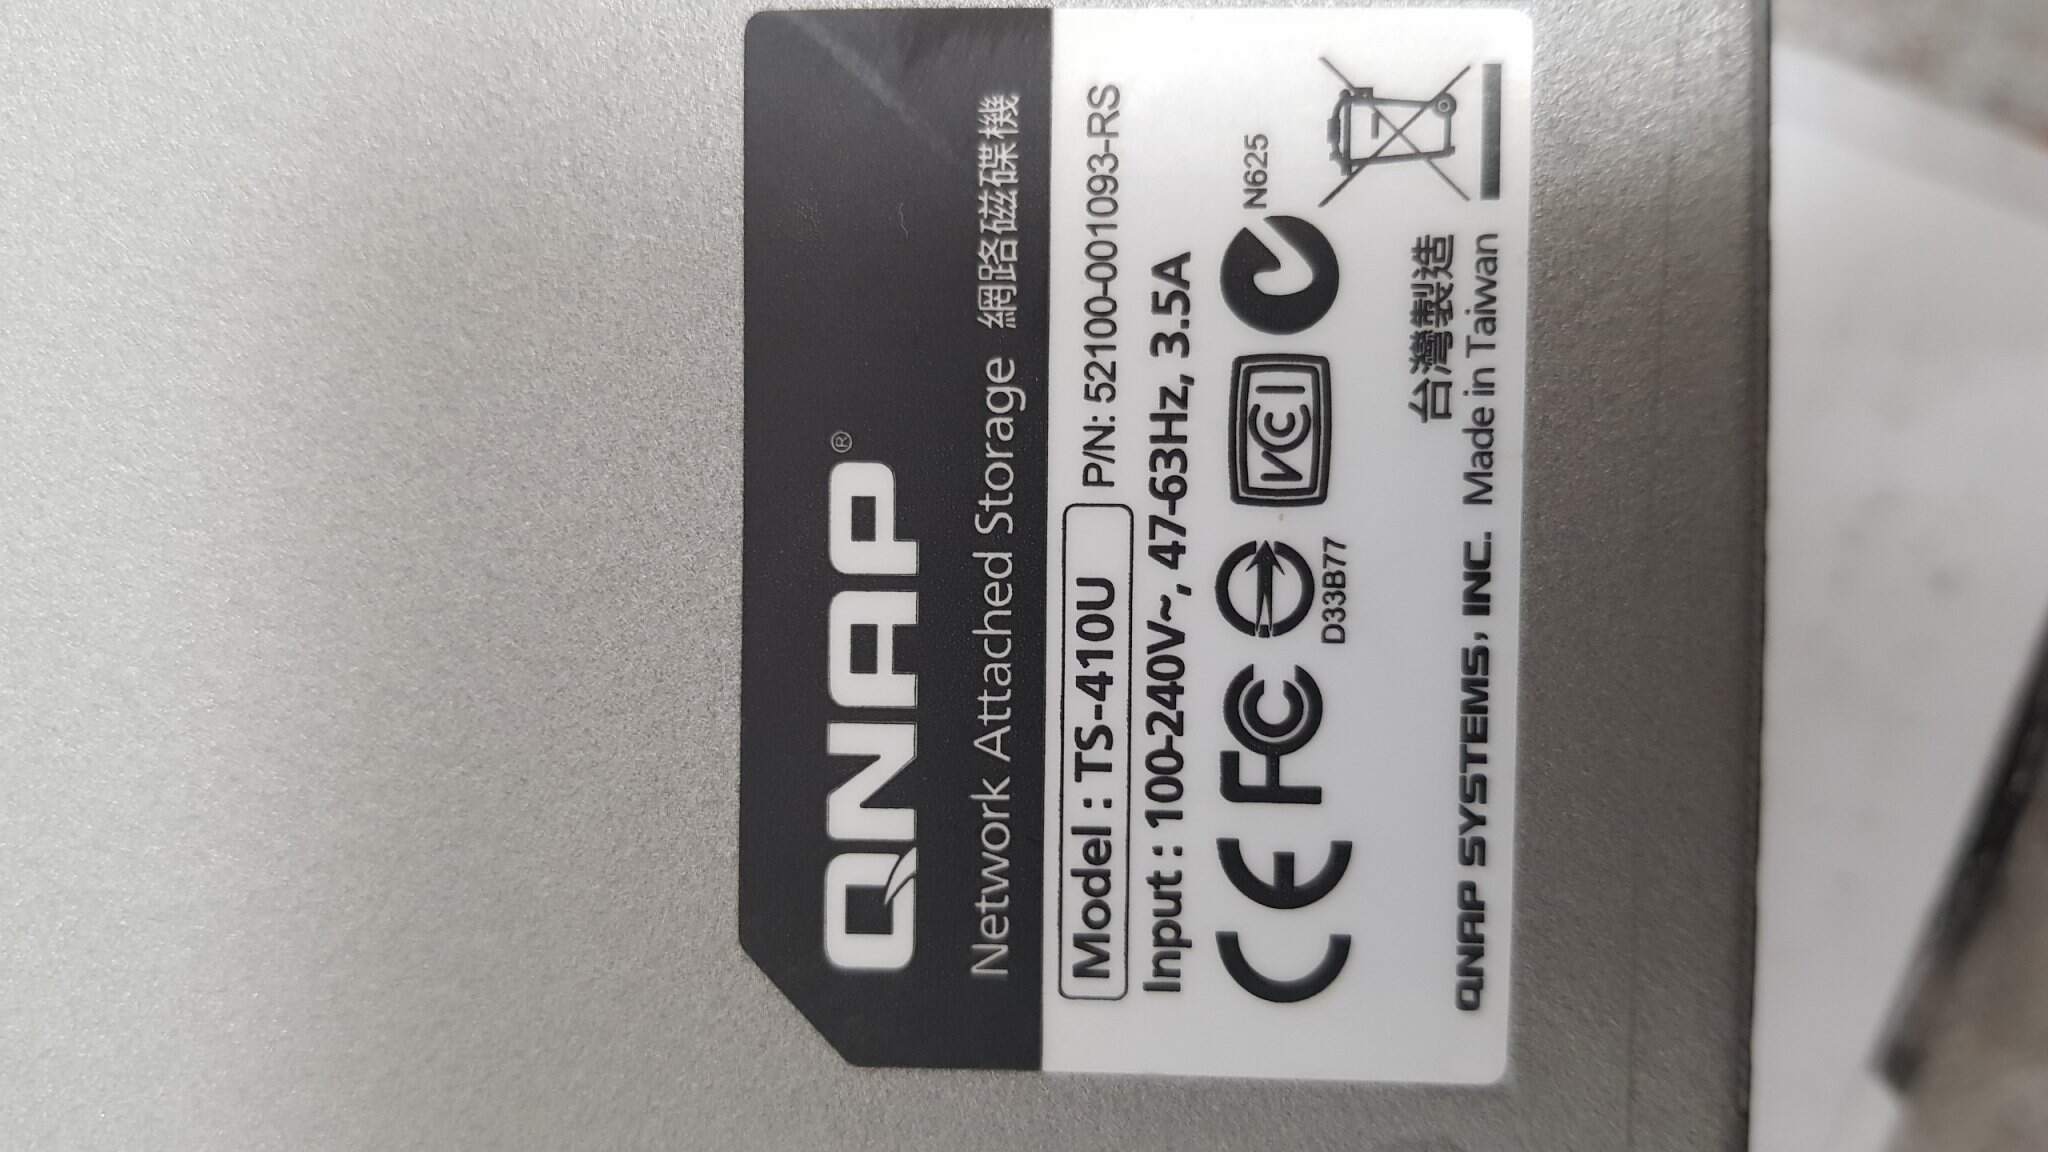 QNAP®
Network Attached Storage 網路磁碟機
Model : TS-410U P/N: 52100-001093-RS
Input : 100-240V~, 47-63Hz, 3.5A
CE FC VCI N625
D33B77
台灣製造
QNAP SYSTEMS, INC. Made in Taiwan